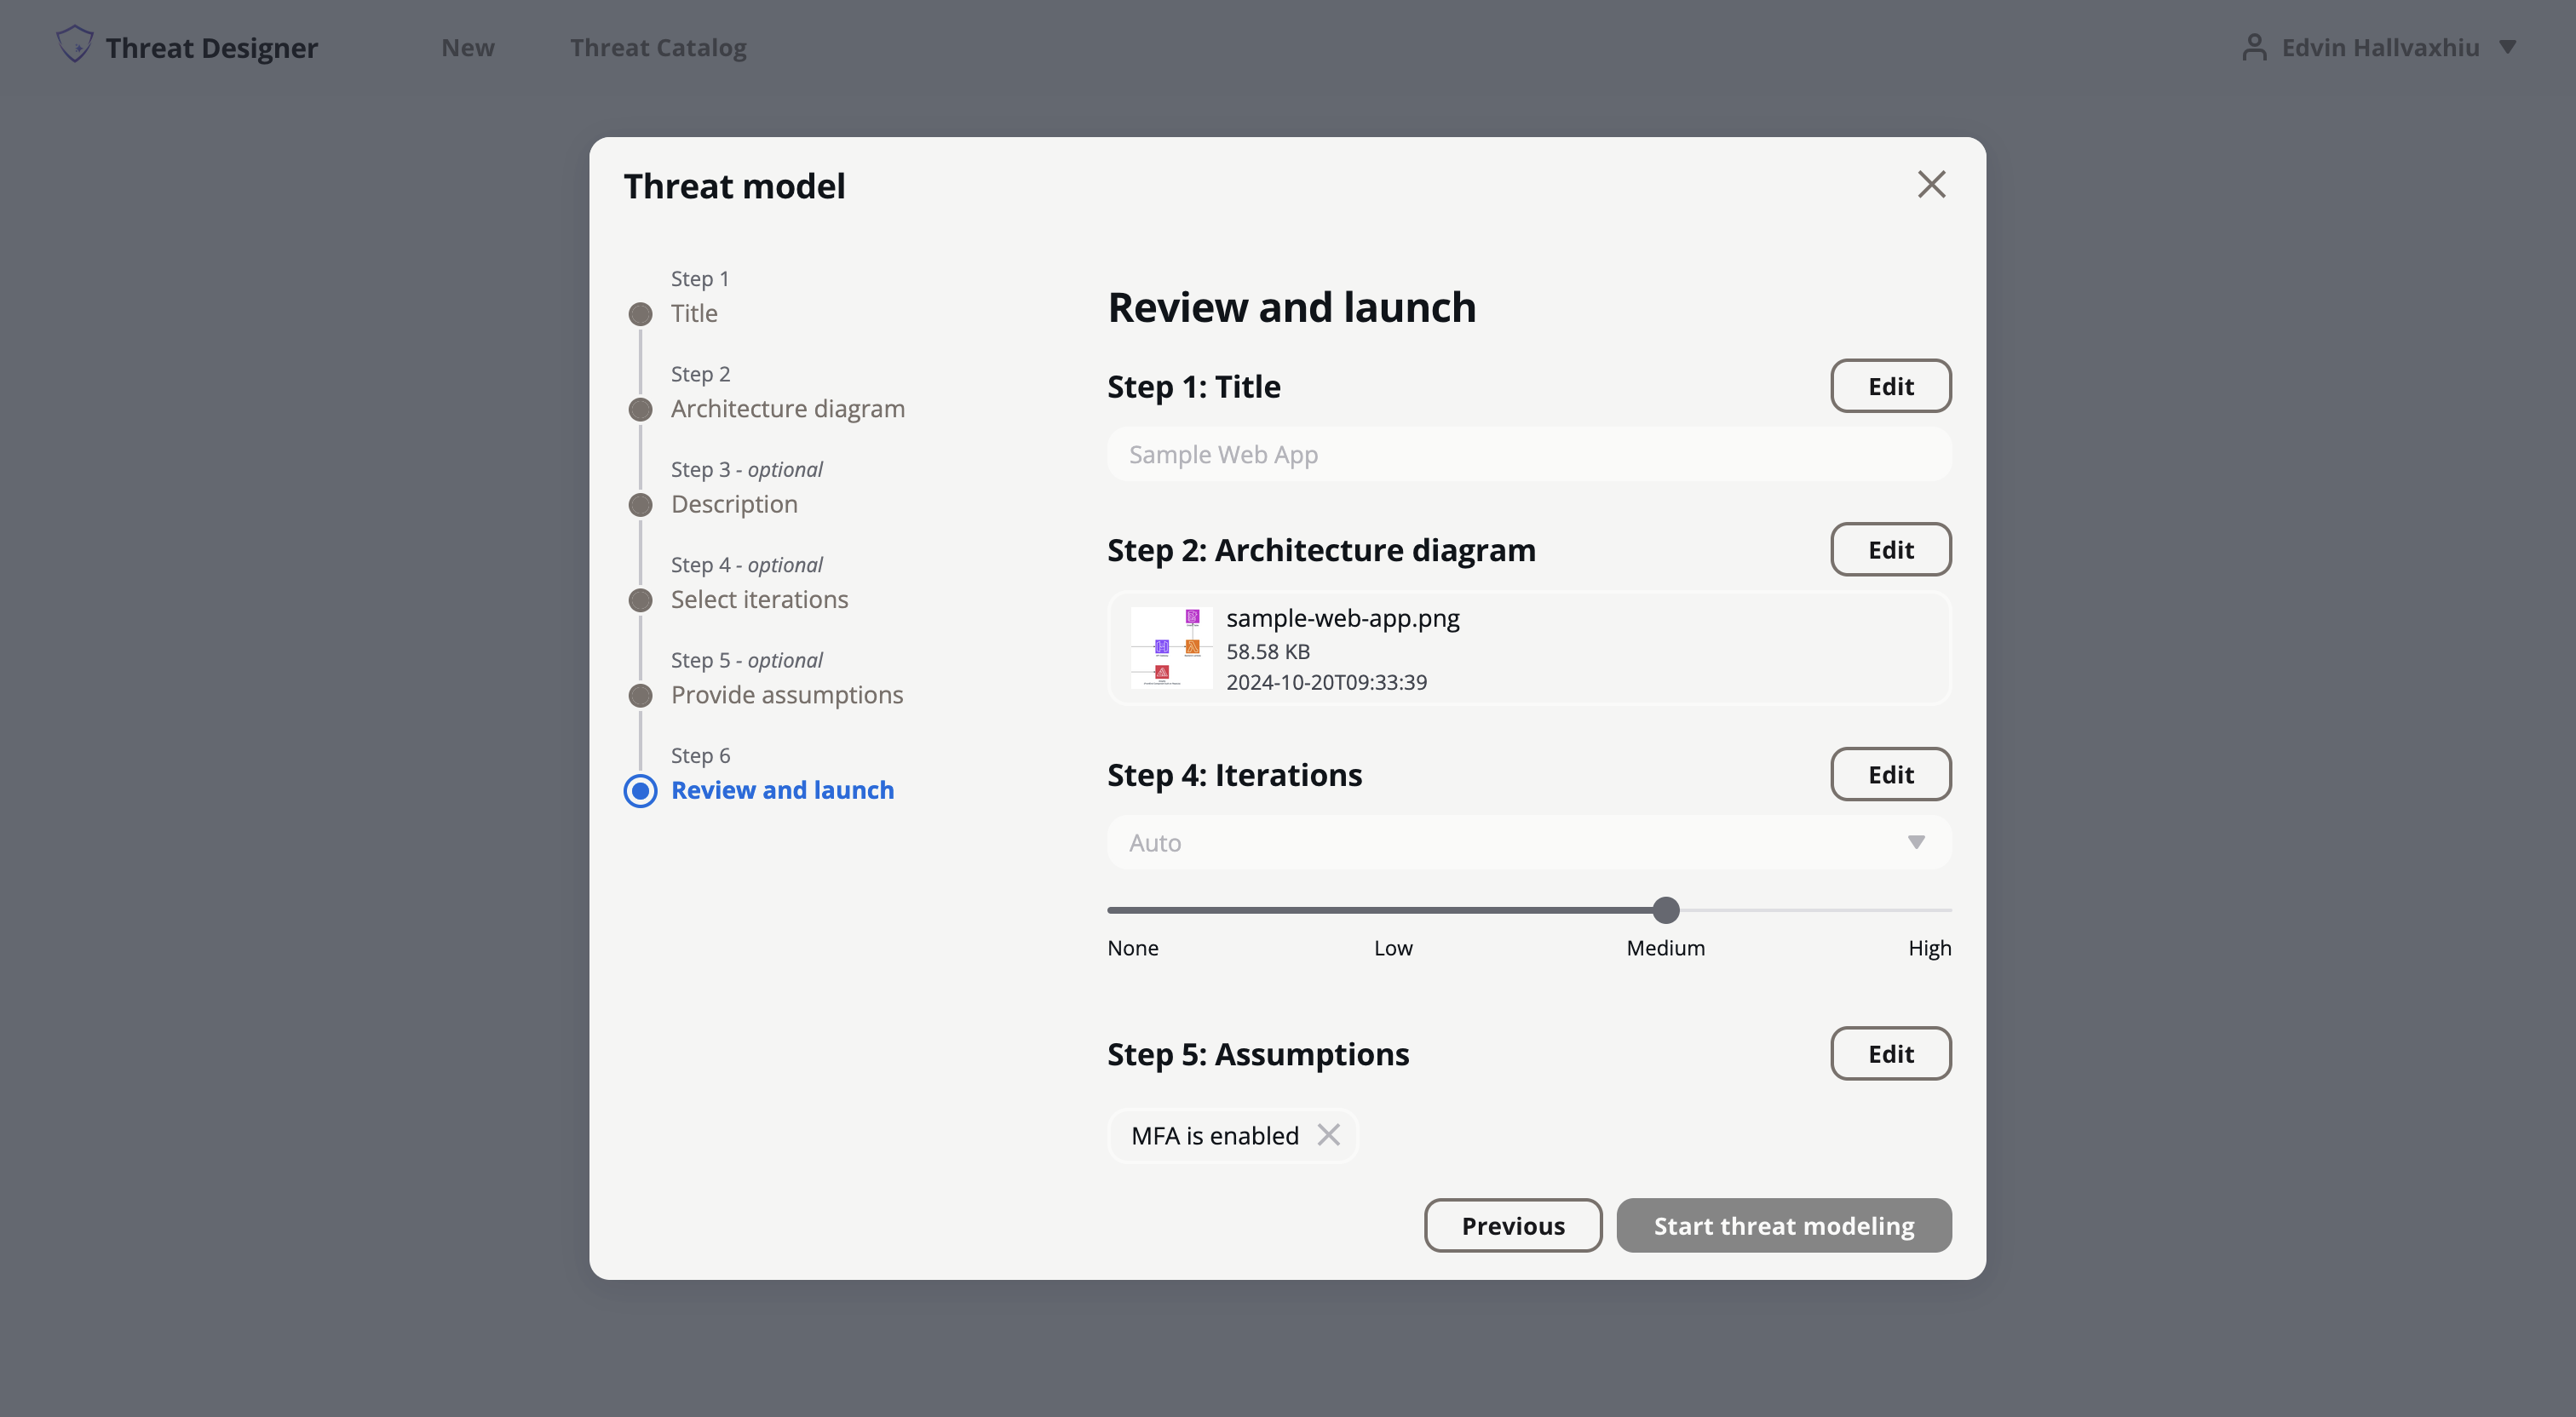 Threat Designer
New
Threat Catalog
Edvin Hallvaxhiu
Threat model
Step 1
Title
Step 2
Architecture diagram
Step 3 - optional
Description
Step 4 - optional
Select iterations
Step 5 - optional
Provide assumptions
Step 6
Review and launch
Review and launch
Step 1: Title
Edit
Sample Web App
Step 2: Architecture diagram
Edit
sample-web-app.png
58.58 KB
2024-10-20T09:33:39
Step 4: Iterations
Edit
Auto
None
Low
Medium
High
Step 5: Assumptions
Edit
MFA is enabled
Previous
Start threat modeling